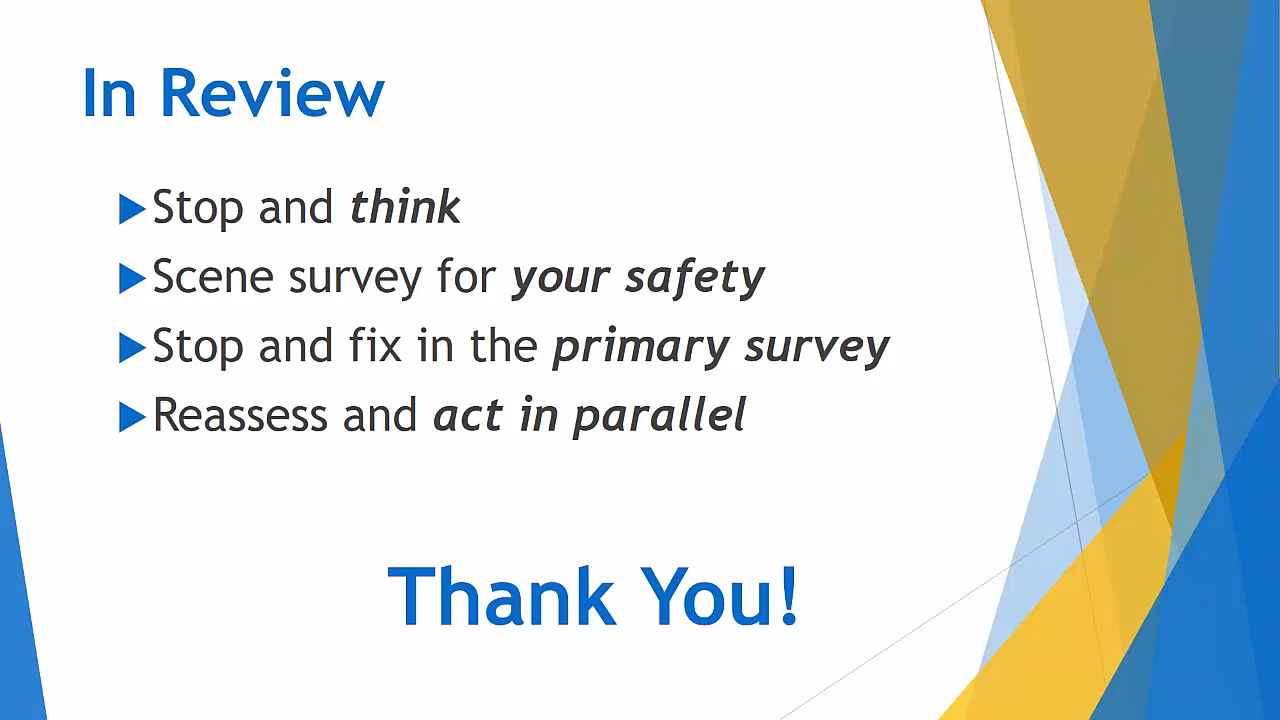 In Review
Stop and think
Scene survey for your safety
Stop and fix in the primary survey
Reassess and act in parallel
Thank You!